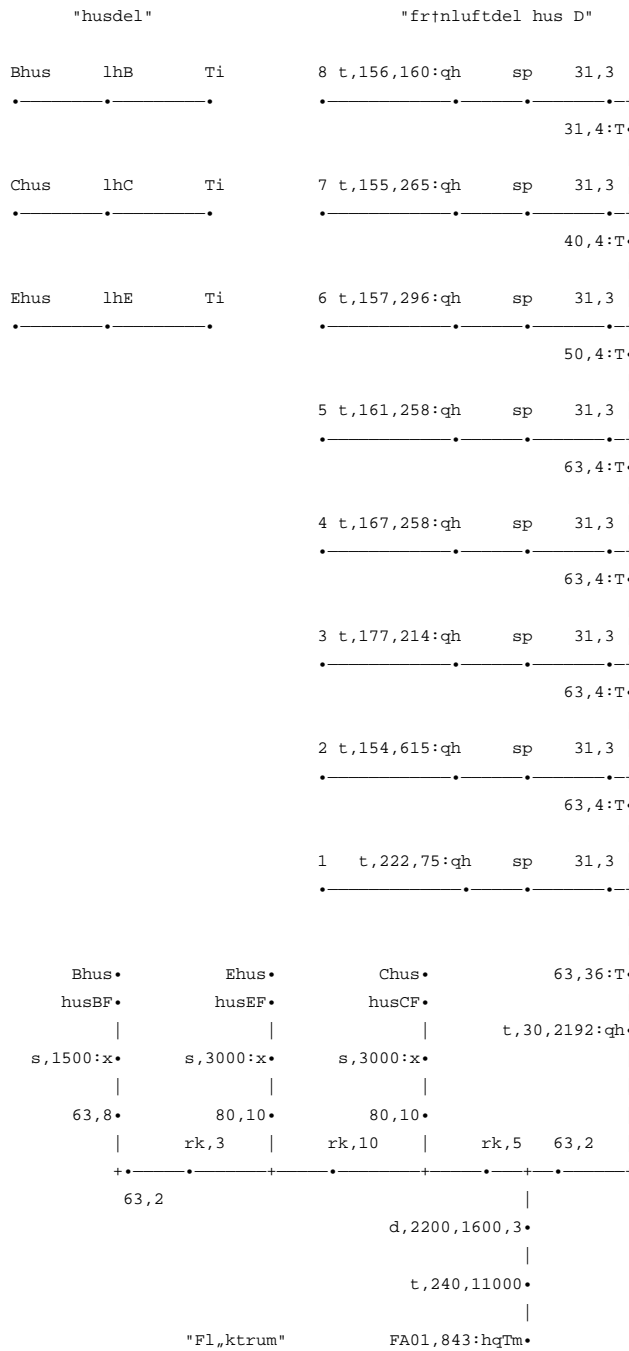 "husdel" "fr†nluftdel hus D"
Bhus lhB Ti 8 t,156,160:qh sp 31,3
31,4:T
Chus lhC Ti 7 t,155,265:qh sp 31,3
40,4:T
Ehus lhE Ti 6 t,157,296:qh sp 31,3
50,4:T
5 t,161,258:qh sp 31,3
63,4:T
4 t,167,258:qh sp 31,3
63,4:T
3 t,177,214:qh sp 31,3
63,4:T
2 t,154,615:qh sp 31,3
63,4:T
1 t,222,75:qh sp 31,3
Bhus Ehus Chus 63,36:T
husBF husEF husCF
t,30,2192:qh
s,1500:x s,3000:x s,3000:x
63,8 80,10 80,10
rk,3 rk,10 rk,5 63,2
63,2
d,2200,1600,3
t,240,11000
"Fl„ktrum" FA01,843:hqTm